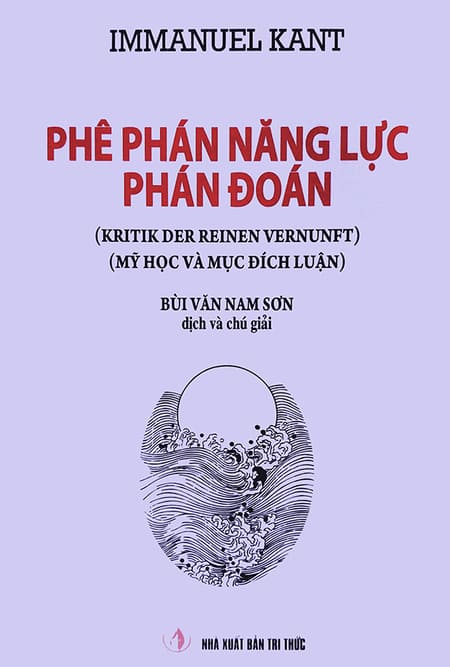 IMMANUEL KANT
PHÊ PHÁN NĂNG LỰC
PHÁN ĐOÁN
(KRITIK DER REINEN VERNUNFT)
(MỸ HỌC VÀ MỤC ĐÍCH LUẬN)
BÙI VĂN NAM SƠN
dịch và chú giải
NHÀ XUẤT BẢN TRI THỨC